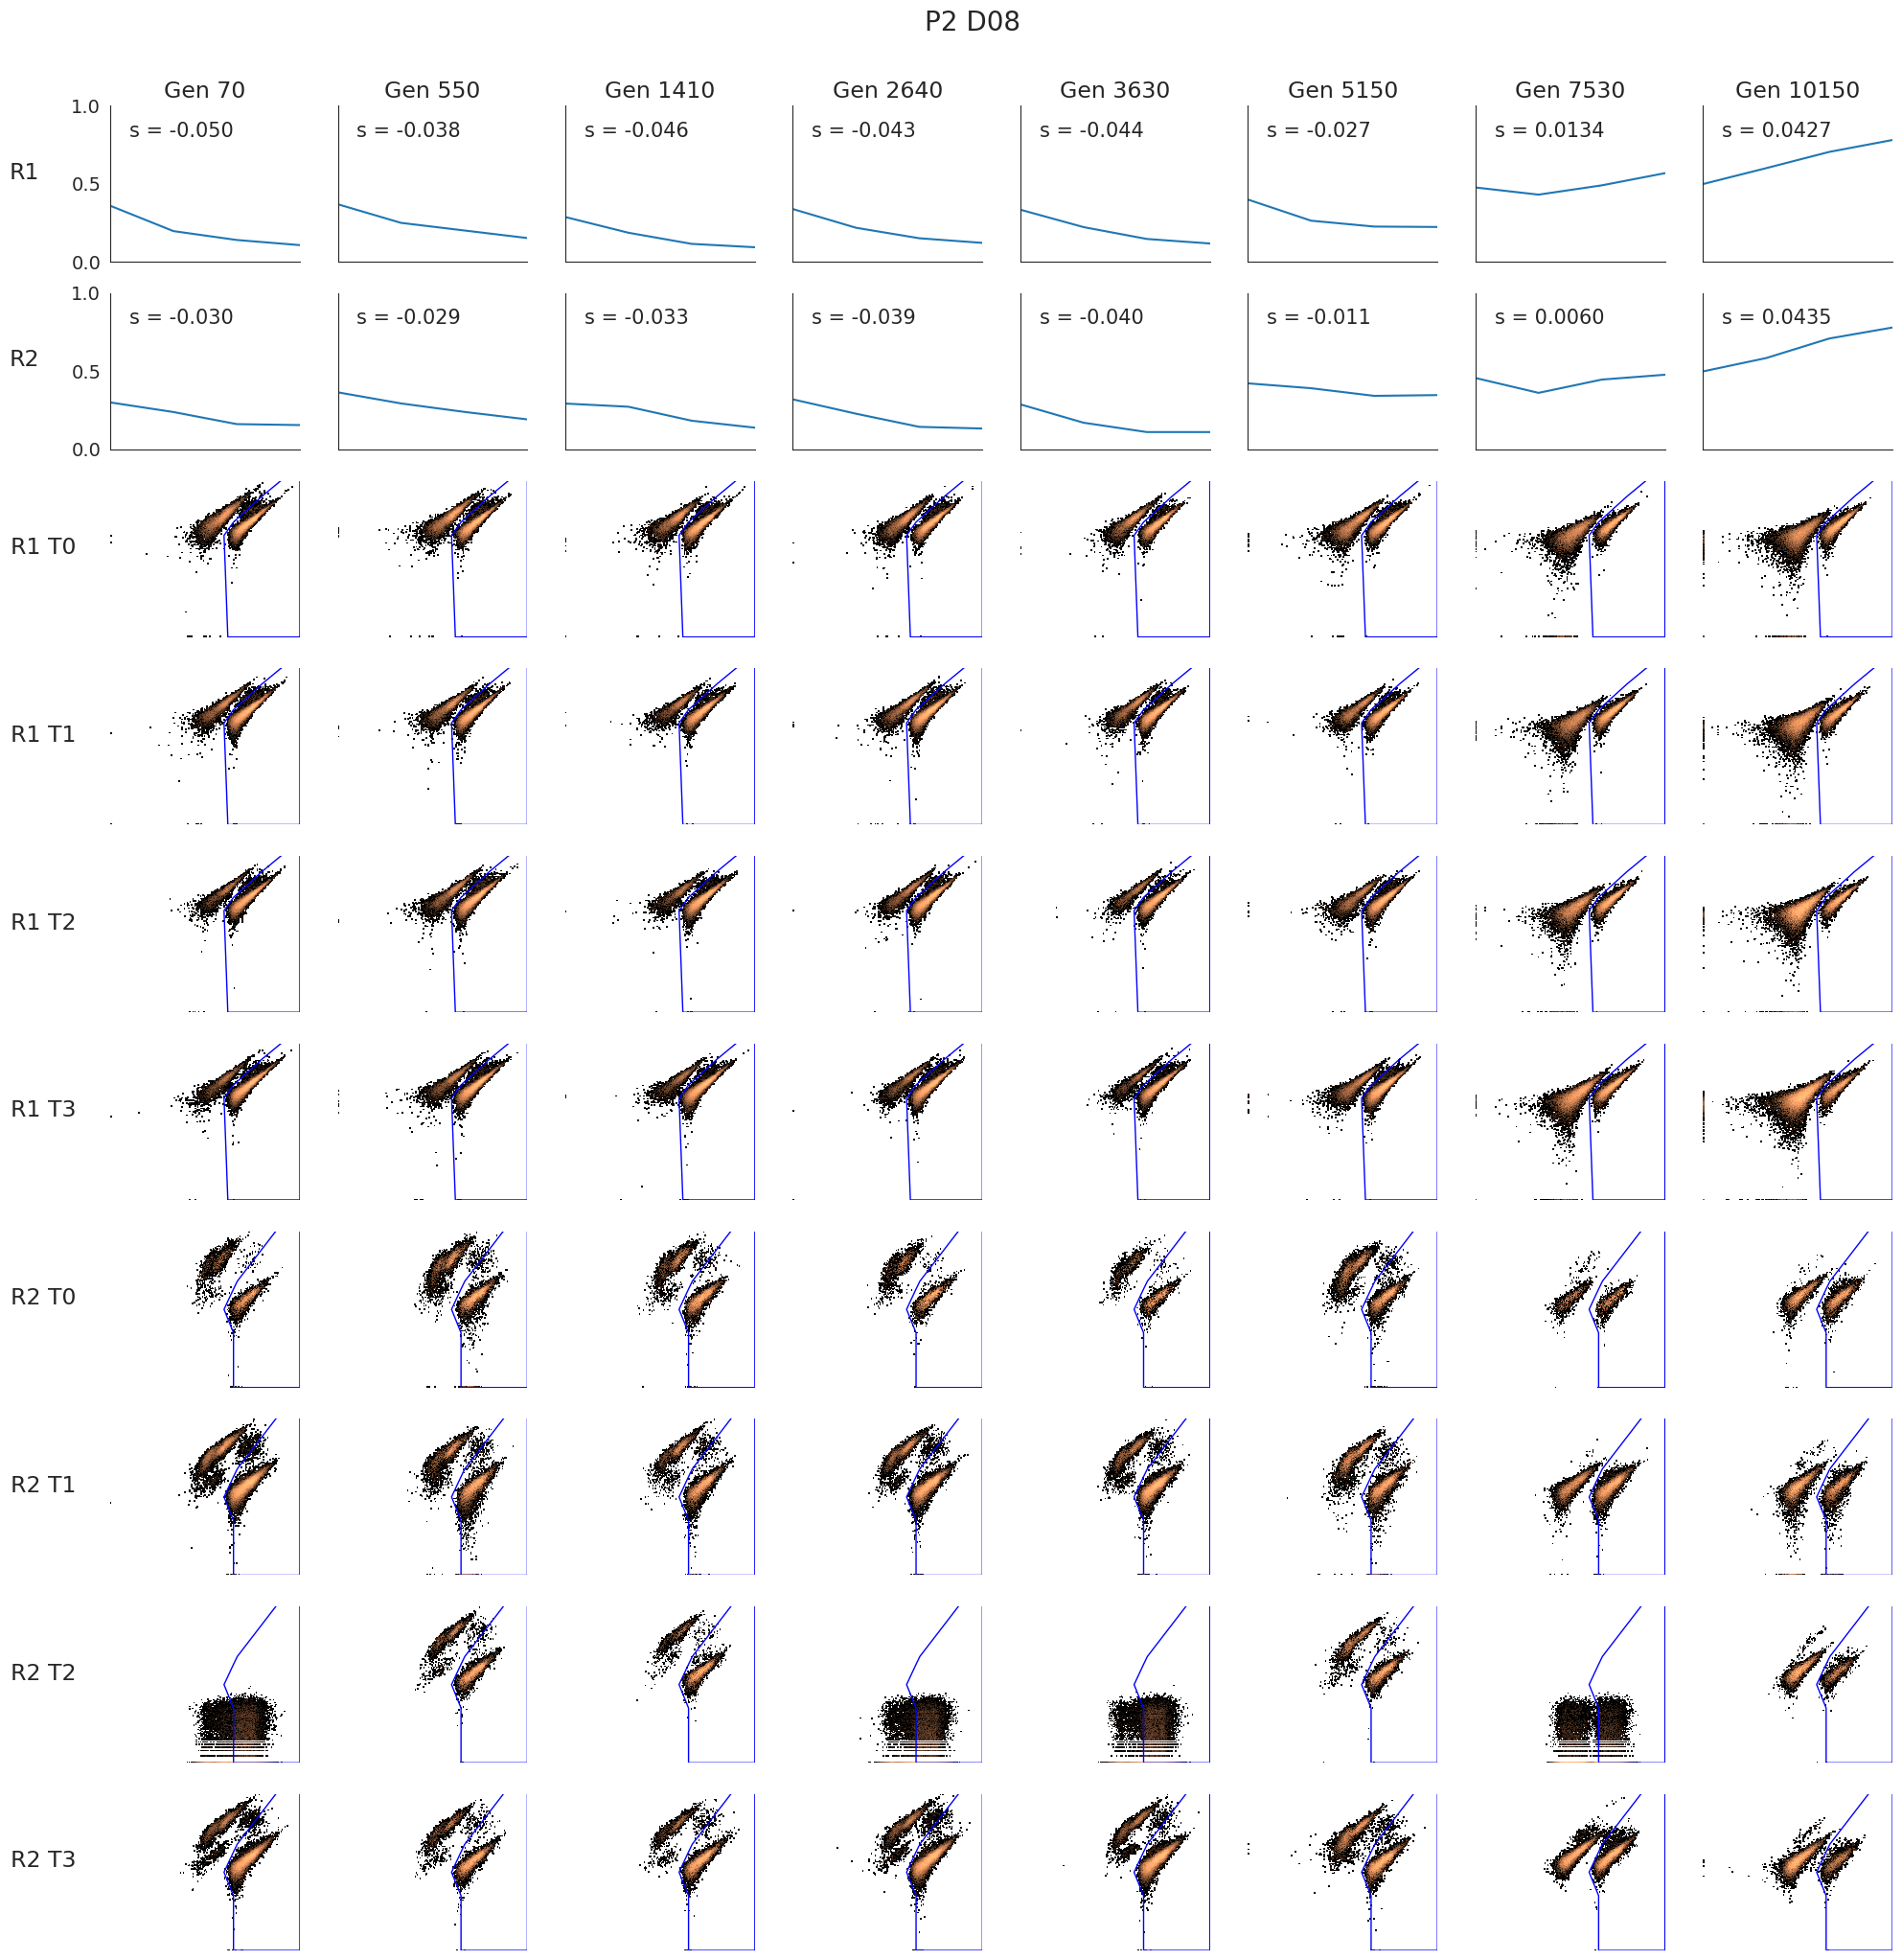 P2 D08
Gen 70 Gen 550 Gen 1410 Gen 2640 Gen 3630 Gen 5150 Gen 7530 Gen 10150
1.0
s = -0.050 s = -0.038 s = -0.046 s = -0.043 s = -0.044 s = -0.027 s = 0.0134 s = 0.0427
R1
0.5
0.0
1.0
s = -0.030 s = -0.029 s = -0.033 s = -0.039 s = -0.040 s = -0.011 s = 0.0060 s = 0.0435
R2
0.5
0.0
R1 T0
R1 T1
R1 T2
R1 T3
R2 T0
R2 T1
R2 T2
R2 T3